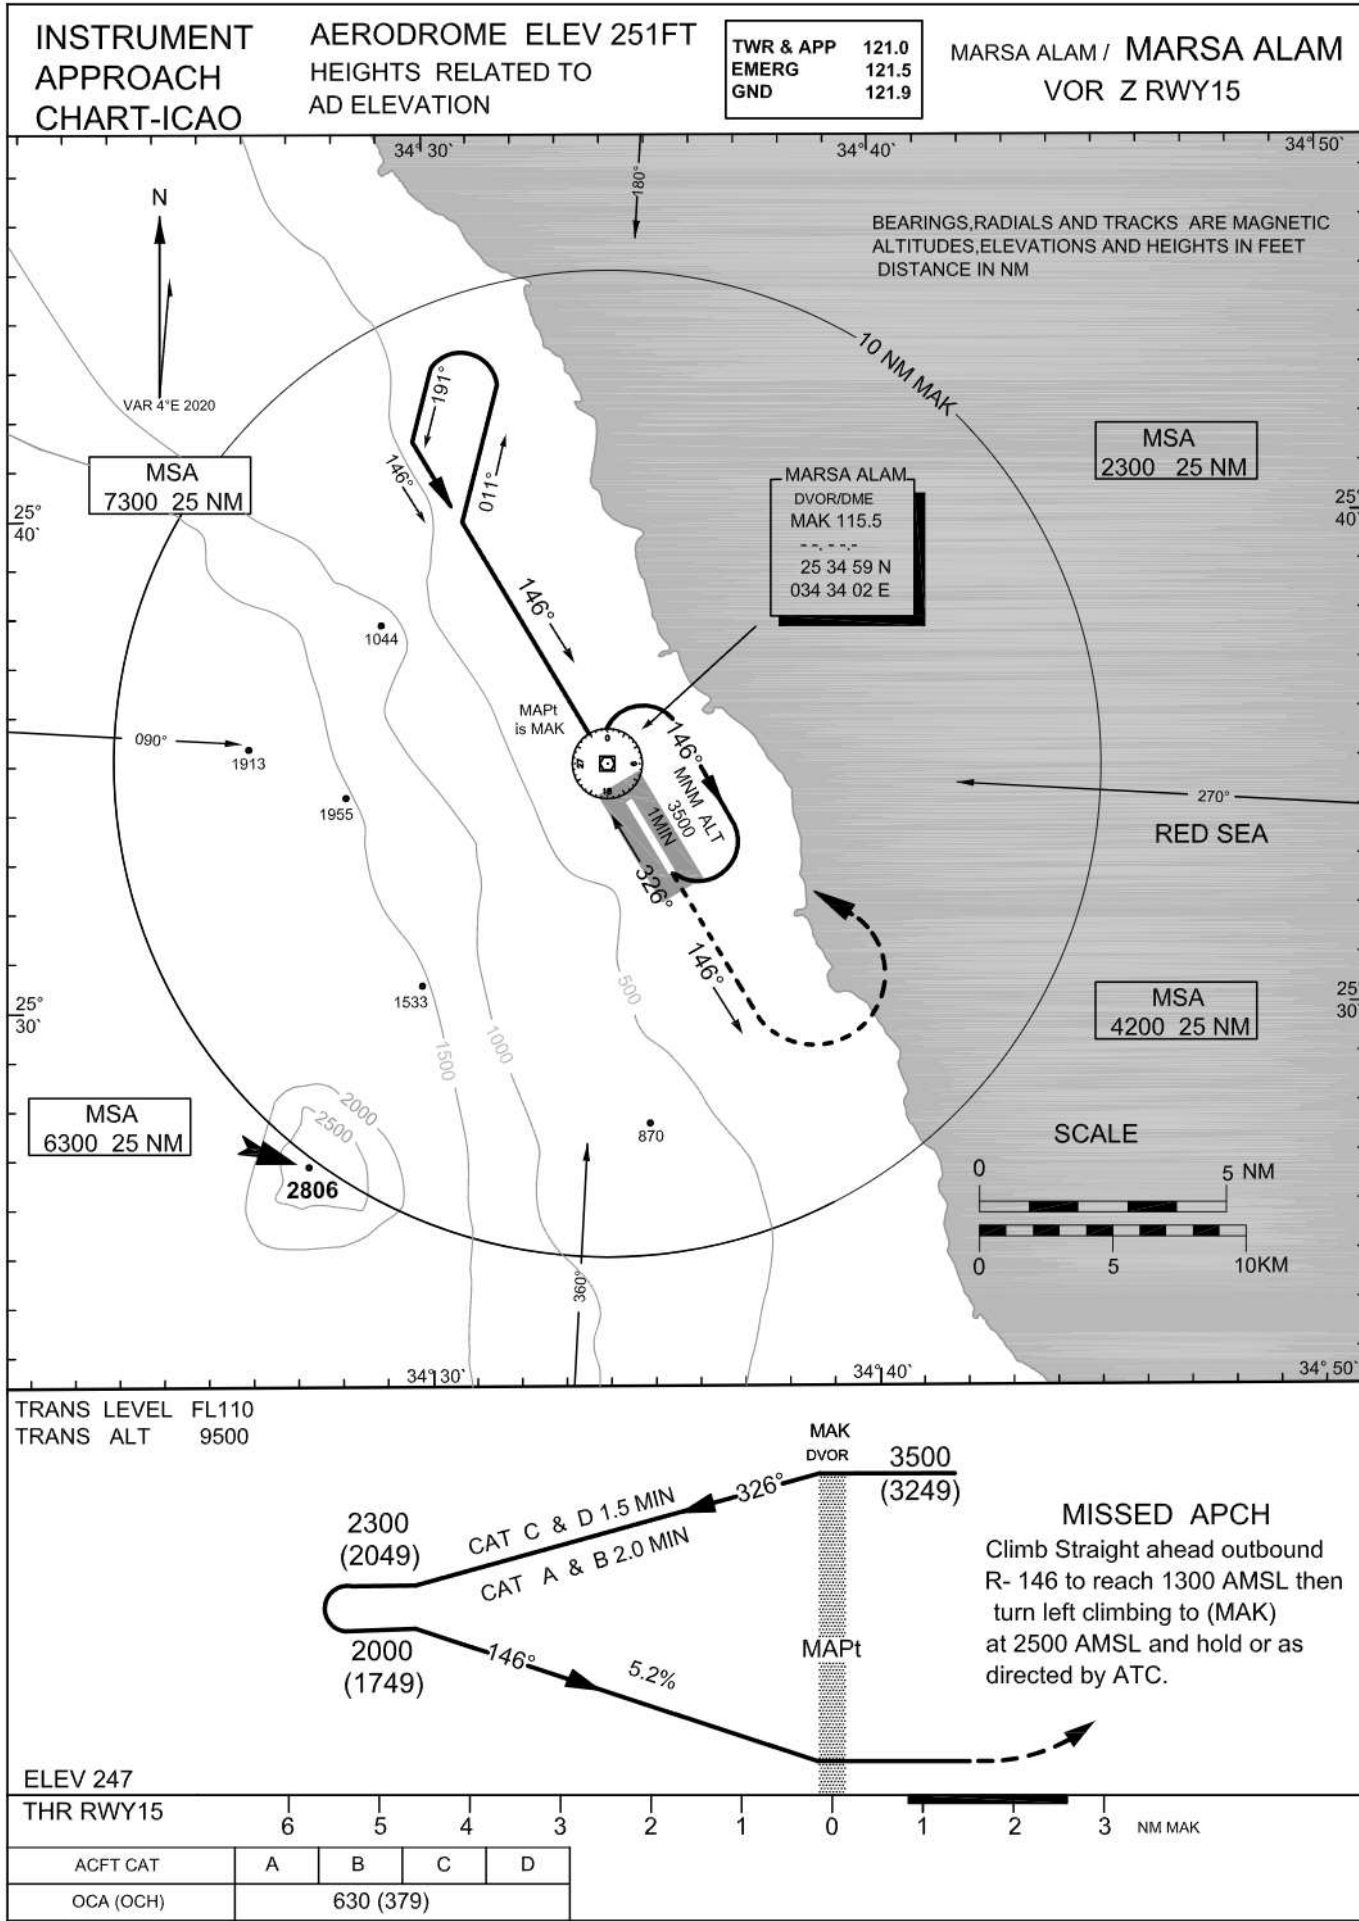 INSTRUMENT
APPROACH
CHART-ICAO
AERODROME ELEV 251FT
HEIGHTS RELATED TO
AD ELEVATION
TWR & APP 121.0
EMERG 121.5
GND 121.9
MARSA ALAM / MARSA ALAM
VOR Z RWY15
34°30`
34°40`
34°50`
180°
BEARINGS,RADIALS AND TRACKS ARE MAGNETIC
ALTITUDES,ELEVATIONS AND HEIGHTS IN FEET
DISTANCE IN NM
N
VAR 4°E 2020
10 NM MAK
191°
146°
011°
MSA
7300 25 NM
MSA
2300 25 NM
25°
40`
25°
40`
MARSA ALAM
DVOR/DME
MAK 115.5
--. --.-
25 34 59 N
034 34 02 E
146°
1044
MAPt
is MAK
090°
1913
1955
0
27
9
18
146°
MNM ALT
3500
1MIN
326°
270°
RED SEA
146°
1533
25°
30`
25°
30`
500
1000
1500
MSA
4200 25 NM
MSA
6300 25 NM
2000
2500
2806
870
360°
SCALE
0
5 NM
0
5
10KM
34°30`
34°40`
34°50`
TRANS LEVEL FL110
TRANS ALT 9500
MAK
DVOR
3500
(3249)
326°
CAT C & D 1.5 MIN
CAT A & B 2.0 MIN
2300
(2049)
2000
(1749)
146°
5.2%
MAPt
MISSED APCH
Climb Straight ahead outbound
R- 146 to reach 1300 AMSL then
turn left climbing to (MAK)
at 2500 AMSL and hold or as
directed by ATC.
ELEV 247
THR RWY15
6 5 4 3 2 1 0 1 2 3 NM MAK
ACFT CAT A B C D
OCA (OCH) 630 (379)